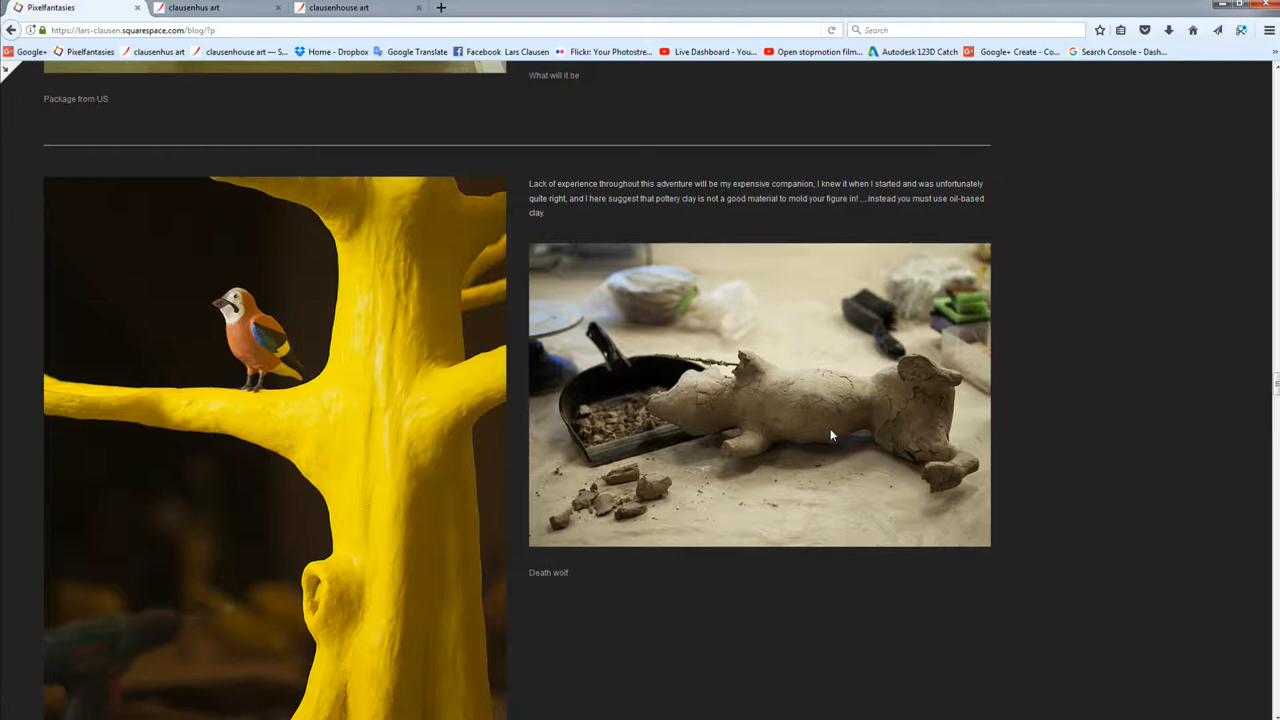 Pixelfantasies
clausenhus art
clausenhouse art
https://lars-clausen.squarespace.com/blog/?p
Search
Google+
Pixelfantasies
clausenhus art
clausenhouse art — S...
Home - Dropbox
Google Translate
Facebook Lars Clausen
Flickr: Your Photostre...
Live Dashboard - You...
Open stopmotion film...
Autodesk 123D Catch
Google+ Create - Co...
Search Console - Dash...
What will it be
Package from US
Lack of experience throughout this adventure will be my expensive companion, I knew it when I started and was unfortunately
quite right, and I here suggest that pottery clay is not a good material to mold your figure in! ... instead you must use oil-based
clay.
Death wolf